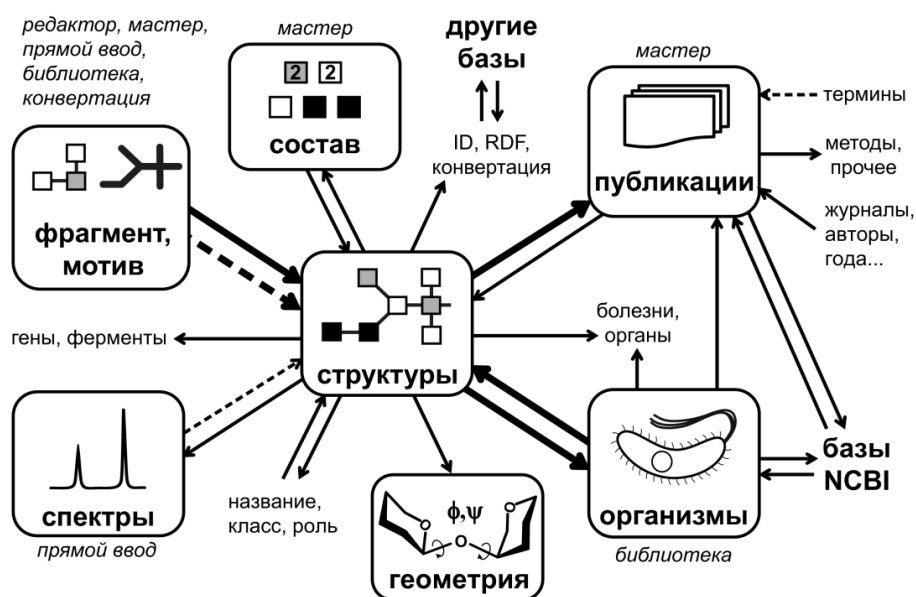 редактор, мастер,
прямой ввод,
библиотека,
конвертация
фрагмент,
мотив
мастер
2 2
состав
другие
базы
ID, RDF,
конвертация
мастер
публикации
термины
методы,
прочее
журналы,
авторы,
года...
гены, ферменты
структуры
болезни,
органы
спектры
прямой ввод
название,
класс, роль
ϕ,ψ
O O O
геометрия
организмы
библиотека
базы
NCBI